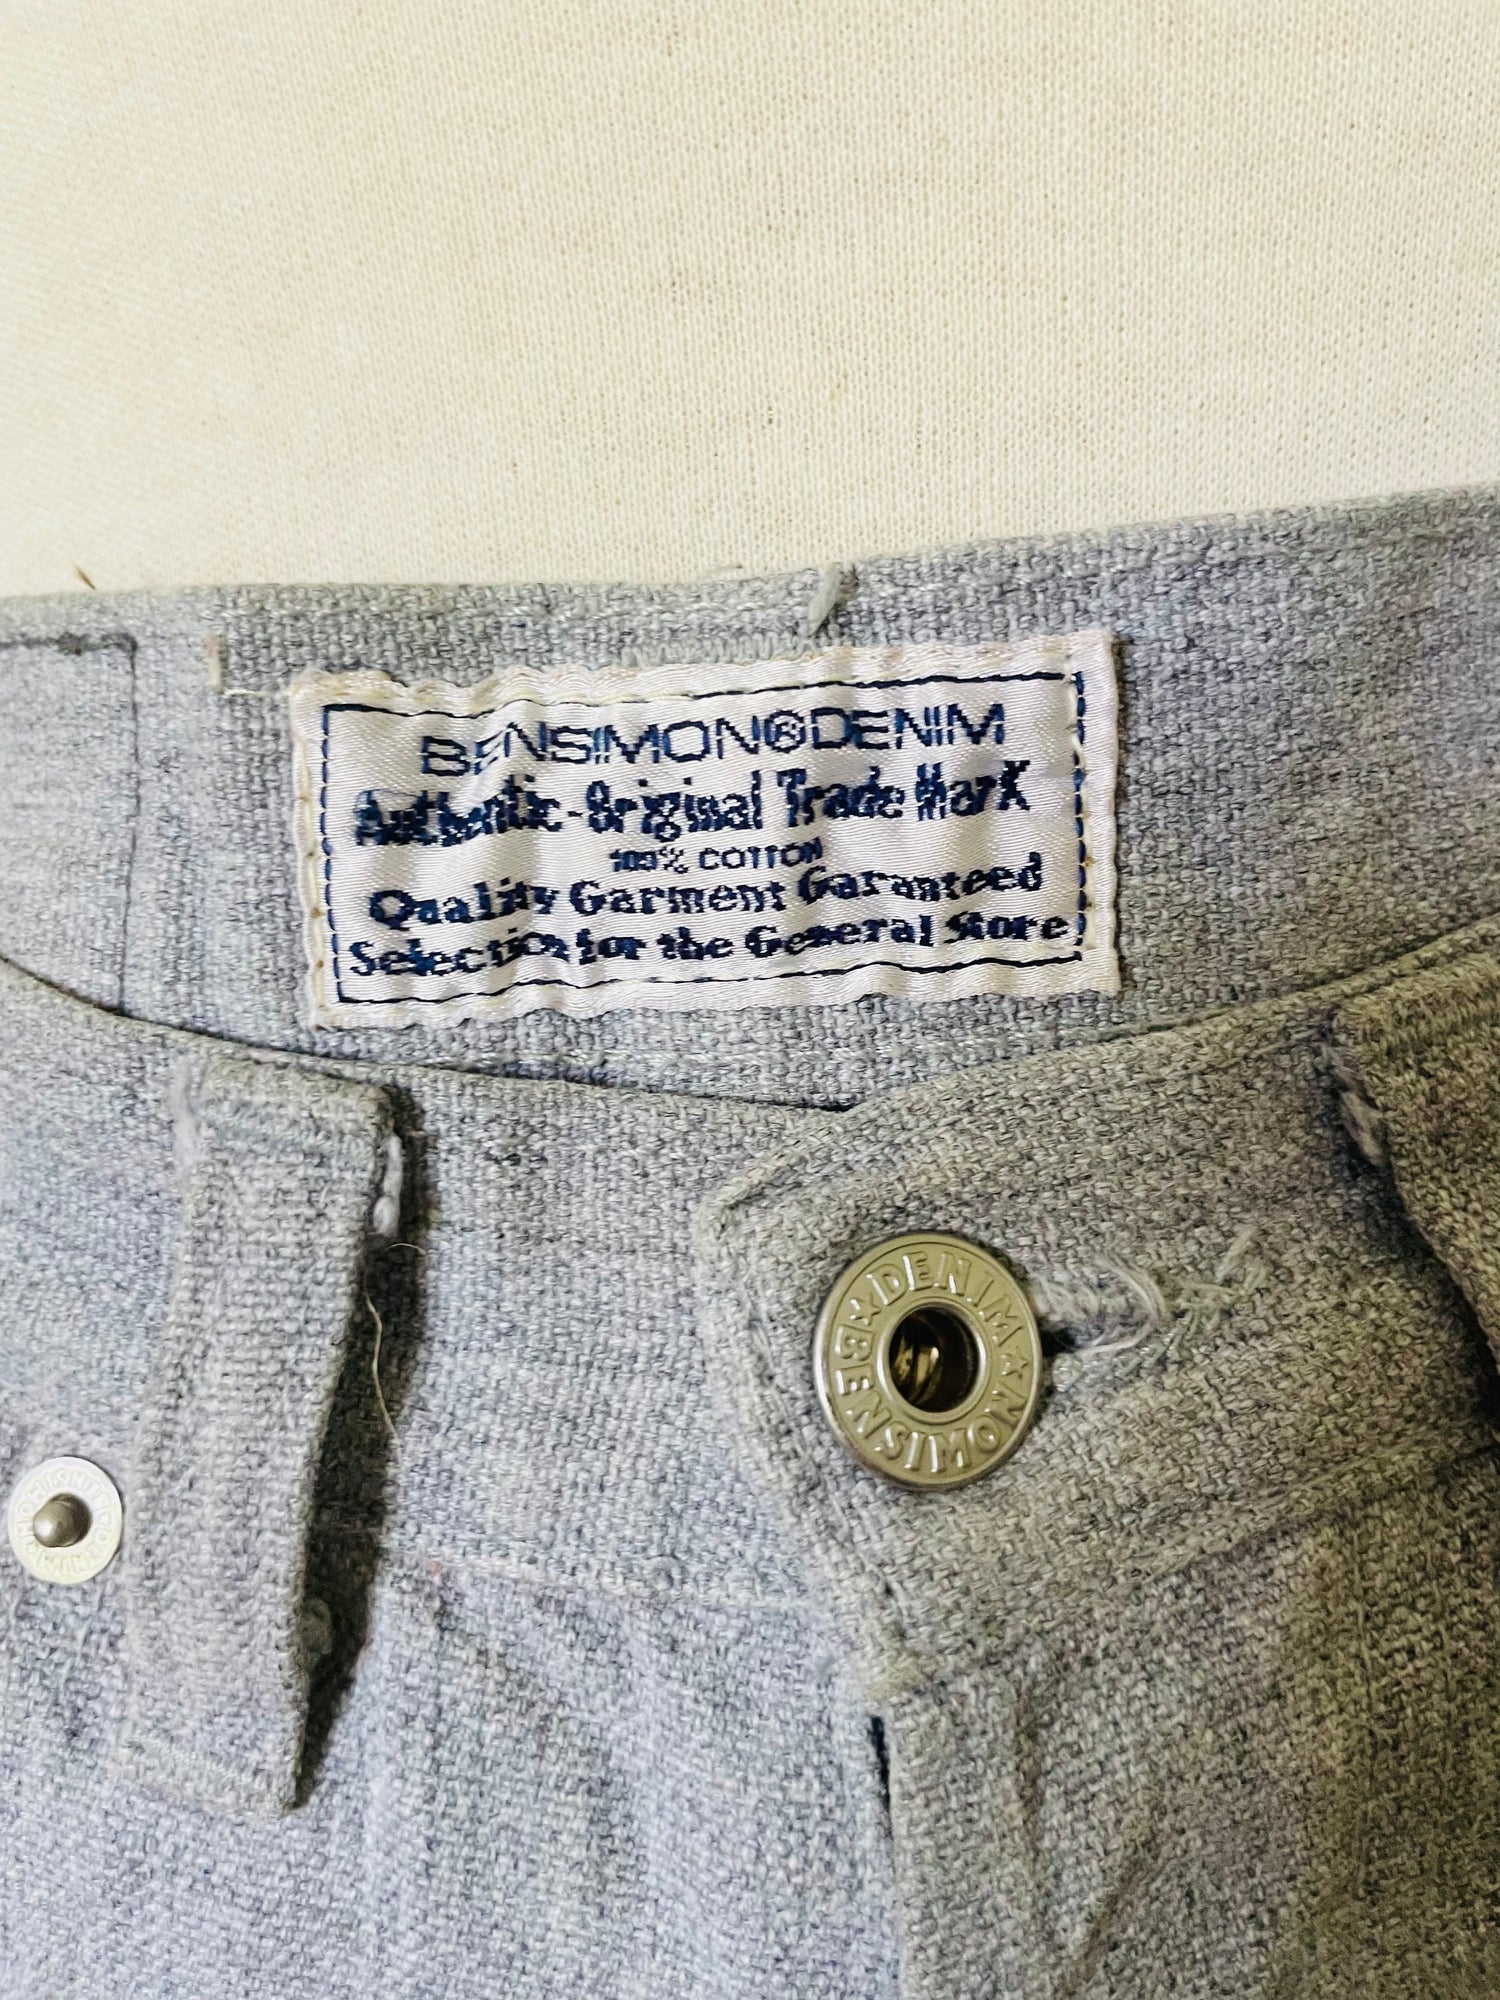 BENSIMON®DENIM
Authentic-Original Trade Mark
100% COTTON
Quality Garment Garanteed
Selection for the General Store
★DENIM★BENSIMON